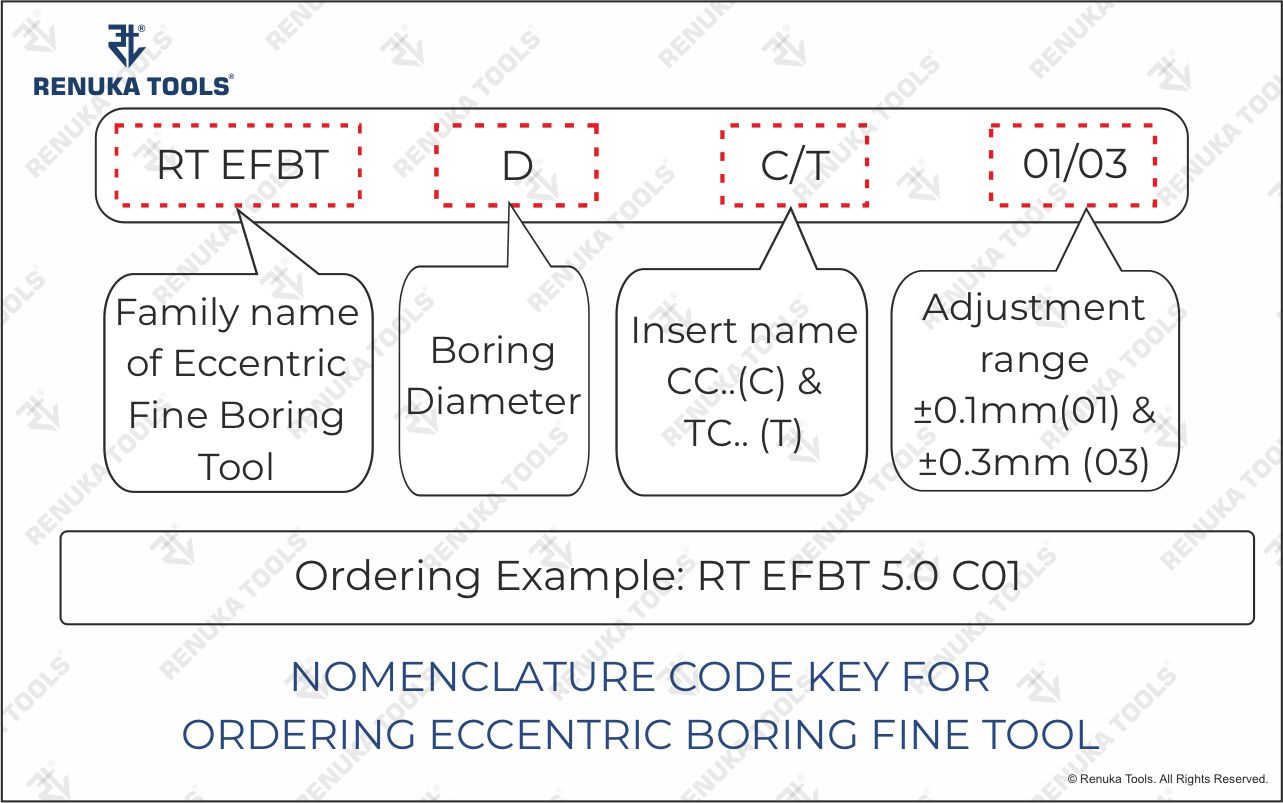 RENUKA TOOLS®
RT EFBT
D
C/T
01/03
Family name
of Eccentric
Fine Boring
Tool
Boring
Diameter
Insert name
CC..(C) &
TC.. (T)
Adjustment
range
±0.1mm(01) &
±0.3mm (03)
Ordering Example: RT EFBT 5.0 C01
NOMENCLATURE CODE KEY FOR
ORDERING ECCENTRIC BORING FINE TOOL
© Renuka Tools. All Rights Reserved.